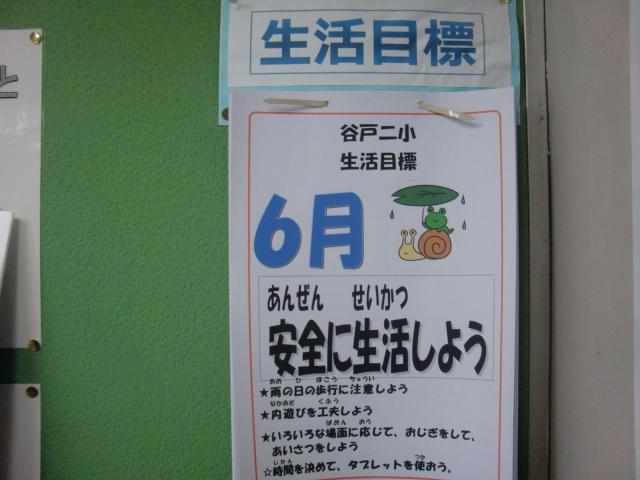 生活目標
谷戸二小
生活目標
6月
あんぜん せいかつ
安全に生活しよう
あめ ひ ほこう ちゅうい
★雨の日の歩行に注意しよう
なかあそ くふう
★内遊びを工夫しよう
ばめん おう
★いろいろな場面に応じて、おじぎをして、
あいさつをしよう
じかん き つか
☆時間を決めて、タブレットを使おう。
と